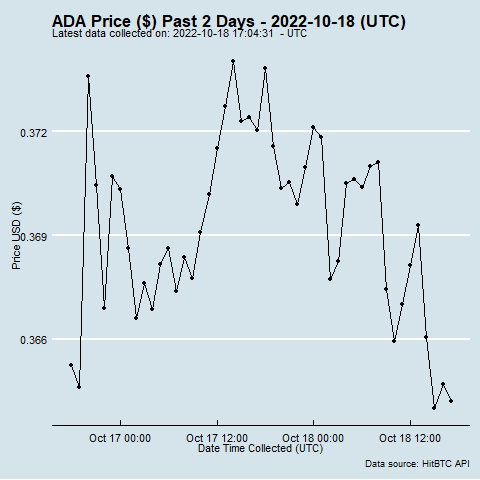 ADA Price ($) Past 2 Days - 2022-10-18 (UTC)
Latest data collected on: 2022-10-18 17:04:31  - UTC
0.372
0.369
0.366
Price USD ($)
Oct 17 00:00
Oct 17 12:00
Oct 18 00:00
Oct 18 12:00
Date Time Collected (UTC)
Data source: HitBTC API